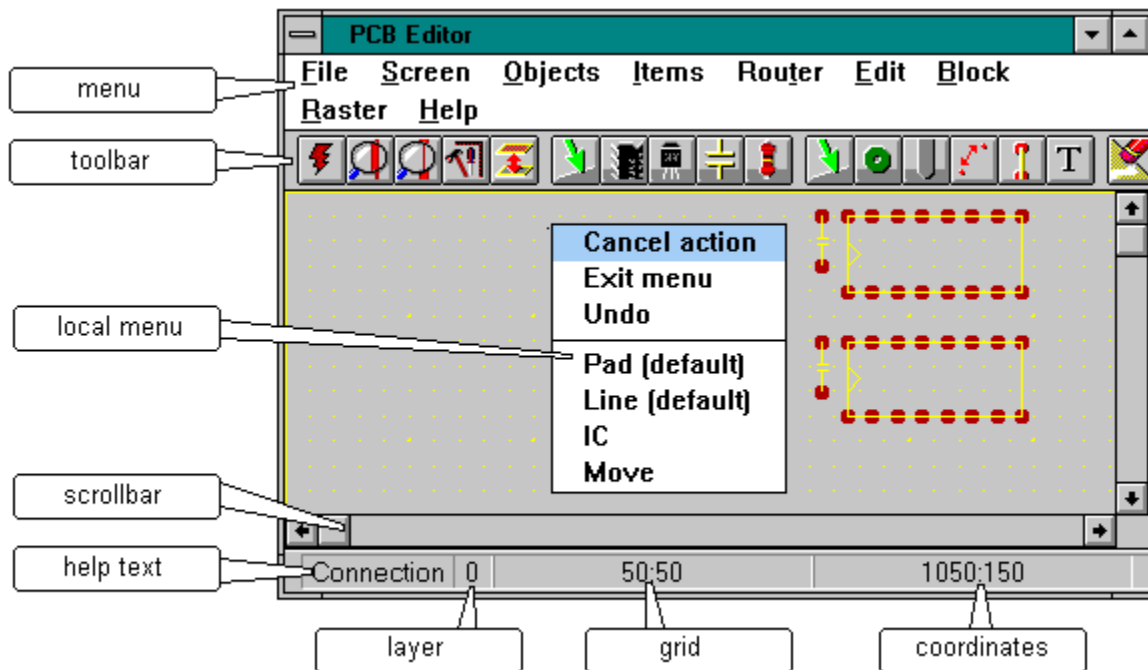 PCB Editor
menu
File Screen Objects Items Router Edit Block
Raster Help
toolbar
T
Cancel action
Exit menu
Undo
local menu
Pad (default)
Line (default)
IC
Move
scrollbar
help text
Connection 0 50:50 1050:150
layer grid coordinates